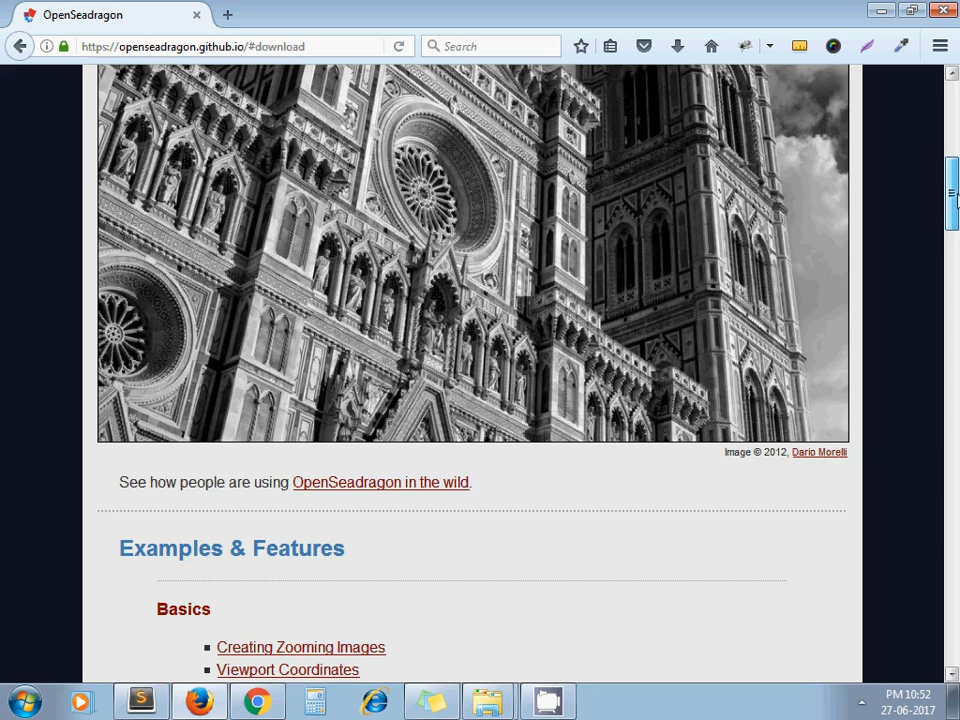 OpenSeadragon
https://openseadragon.github.io/#download
Search
Image © 2012, Dario Morelli
See how people are using OpenSeadragon in the wild.
Examples & Features
Basics
Creating Zooming Images
Viewport Coordinates
S
PM 10:52
27-06-2017